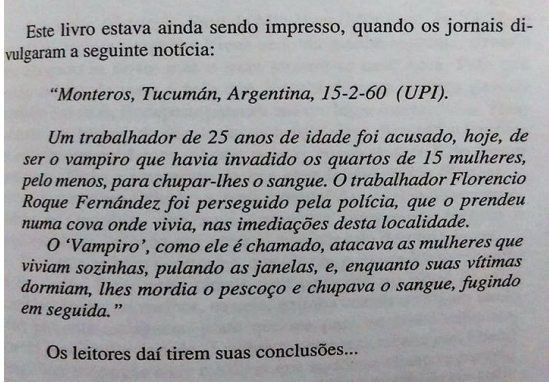 Este livro estava ainda sendo impresso, quando os jornais di-
vulgaram a seguinte notícia:
“Monteros, Tucumán, Argentina, 15-2-60 (UPI).
Um trabalhador de 25 anos de idade foi acusado, hoje, de
ser o vampiro que havia invadido os quartos de 15 mulheres,
pelo menos, para chupar-lhes o sangue. O trabalhador Florencio
Roque Fernández foi perseguido pela polícia, que o prendeu
numa cova onde vivia, nas imediações desta localidade.
O ‘Vampiro’, como ele é chamado, atacava as mulheres que
viviam sozinhas, pulando as janelas, e, enquanto suas vítimas
dormiam, lhes mordia o pescoço e chupava o sangue, fugindo
em seguida.”
Os leitores daí tirem suas conclusões...